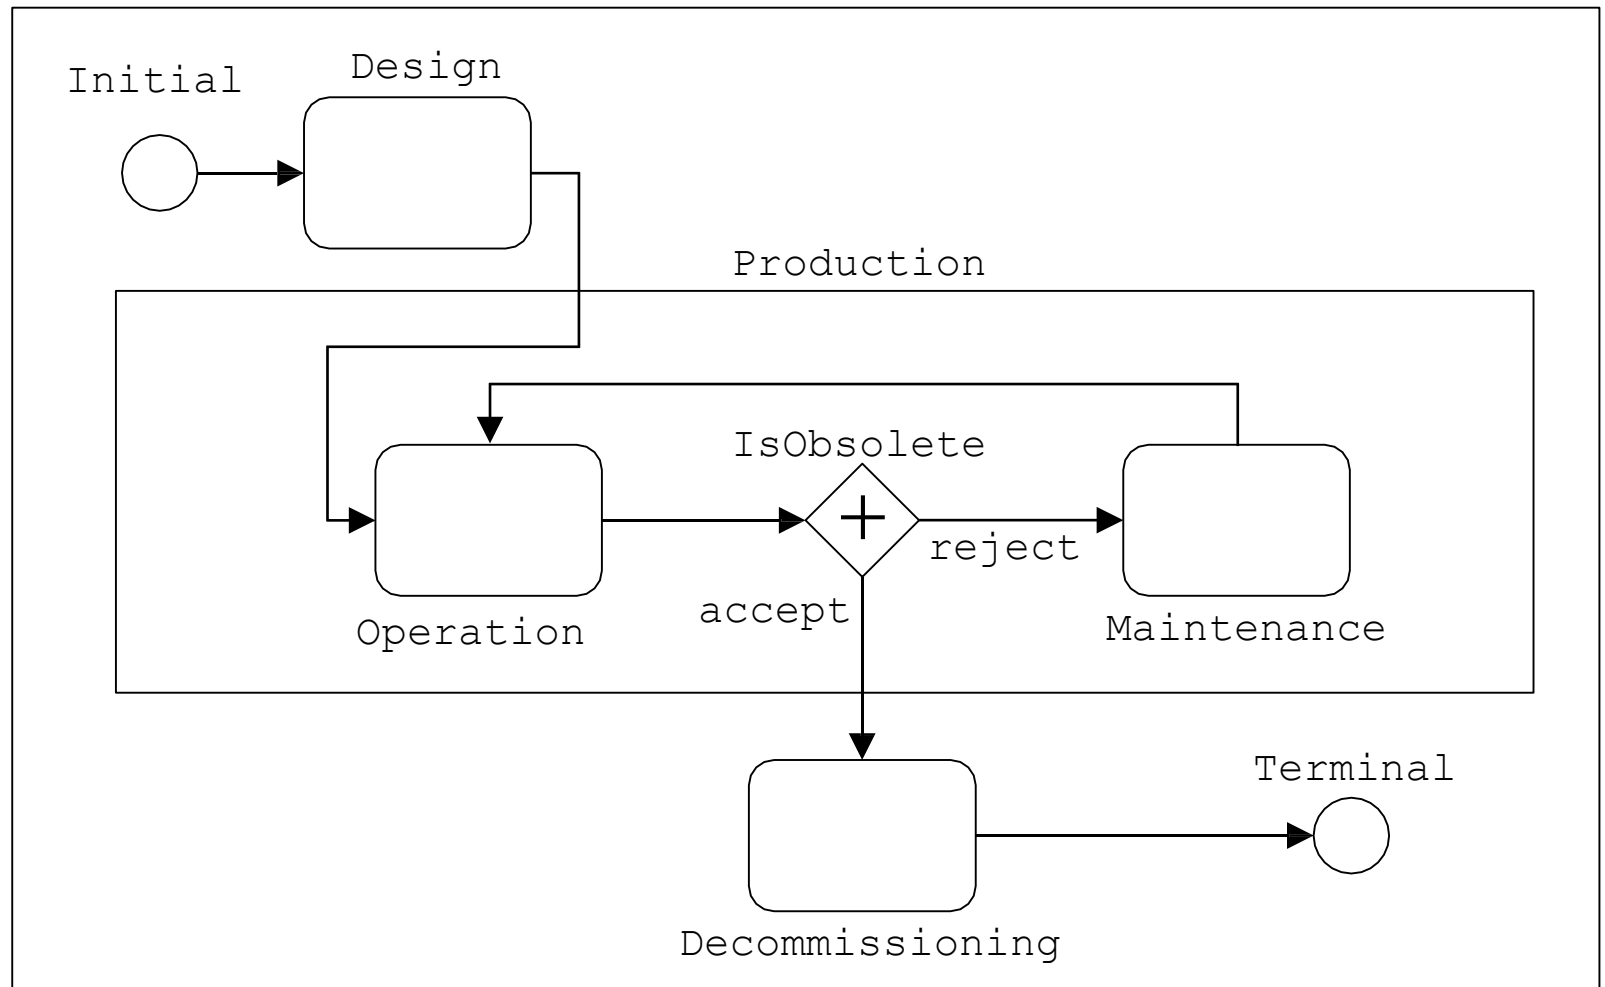 Initial
Design
Production
IsObsolete
reject
accept
Operation
Maintenance
Terminal
Decommissioning